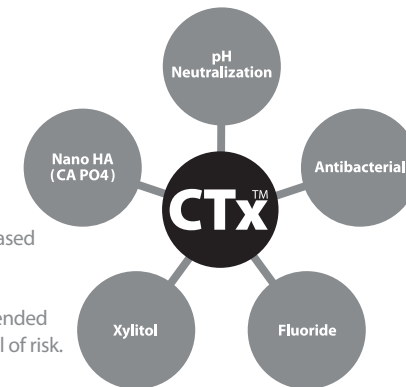 pH
Neutralization
Nano HA
(CA PO4)
Antibacterial
CTx™
ased
ended
l of risk.
Xylitol
Fluoride